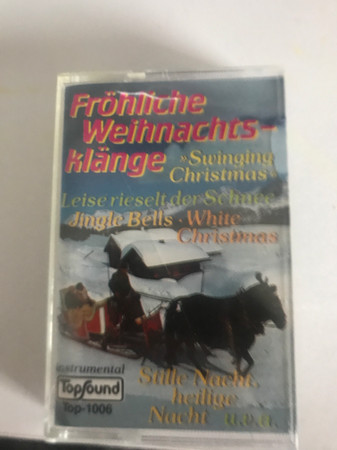 Fröhliche
Weihnachts-
klänge »Swinging
Christmas«
Leise rieselt der Schnee
Jingle Bells · White
Christmas
instrumental
TopSound
Top-1006
Stille Nacht,
heilige
Nacht u.v.a.